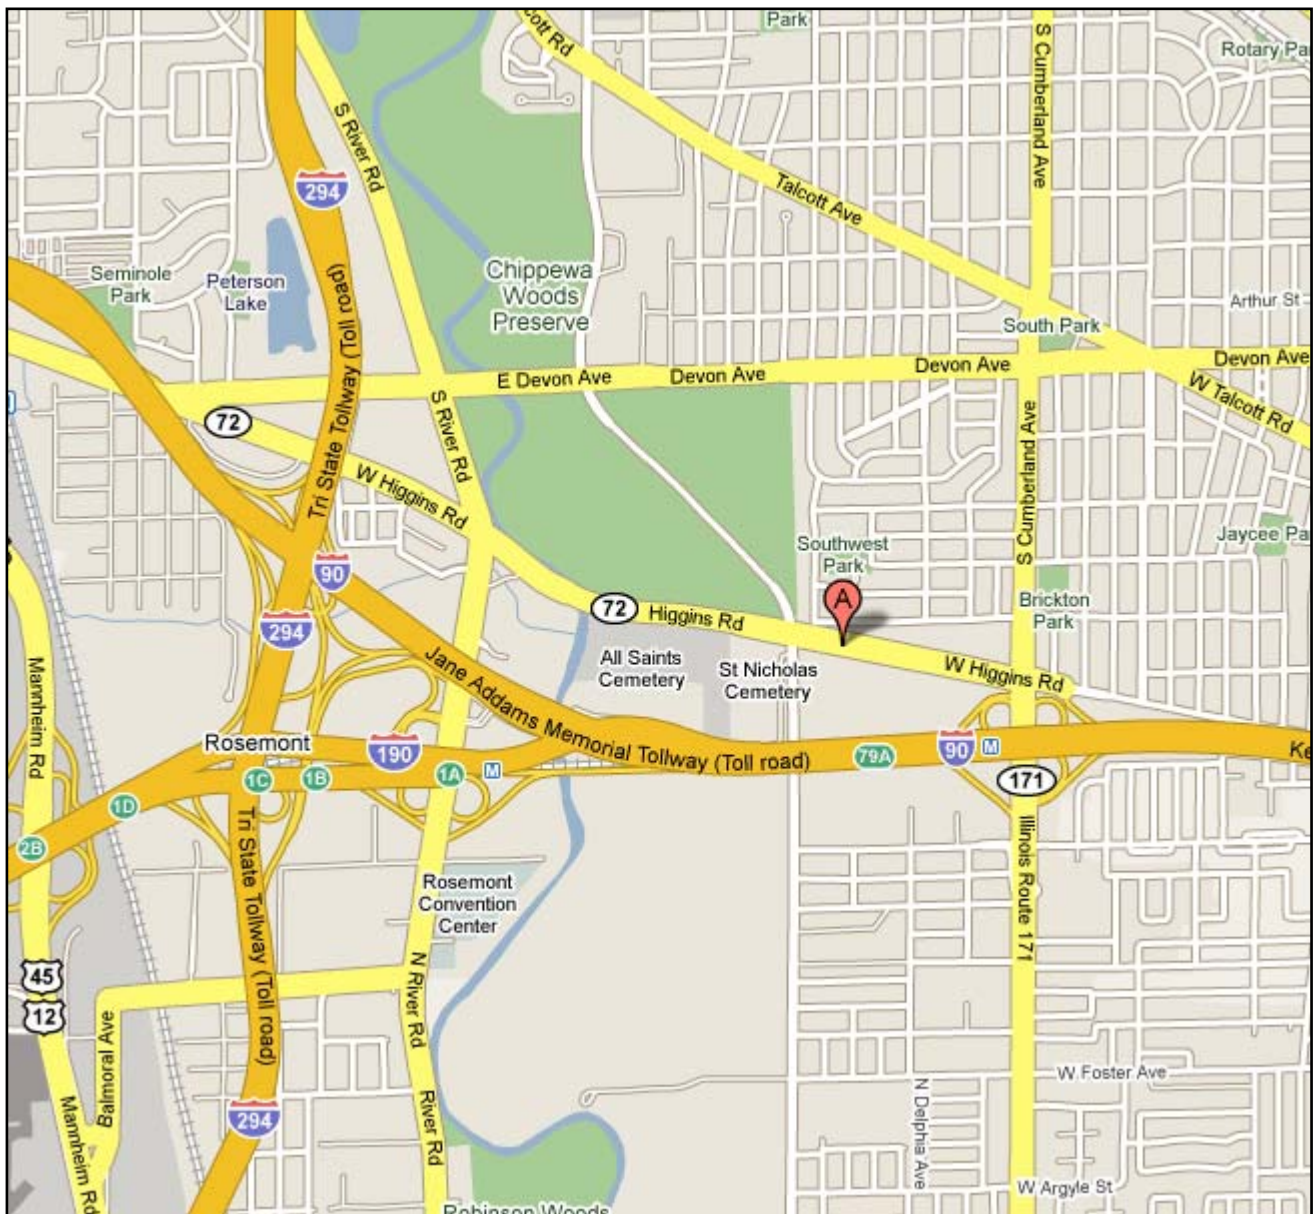 Park
cott Rd
S Cumberland Ave
Rotary Pa
S River Rd
294
Talcott Ave
Seminole
Park
Peterson
Lake
Tri State Tollway (Toll road)
Chippewa
Woods
Preserve
Arthur St
South Park
E Devon Ave
Devon Ave
Devon Ave
Devon Ave
72
S River Rd
W Talcott Rd
W Higgins Rd
S Cumberland Ave
Southwest
Park
Jaycee Pa
90
A
72
Higgins Rd
Brickton
Park
294
Jane Addams Memorial Tollway (Toll road)
All Saints
Cemetery
St Nicholas
Cemetery
W Higgins Rd
Mannheim Rd
Rosemont
190
79A
90
M
Ke
1C
1B
1A
M
171
1D
2B
Tri State Tollway (Toll road)
Illinois Route 171
Rosemont
Convention
Center
N River Rd
45
12
Balmoral Ave
W Foster Ave
N Delphia Ave
Mannheim Rd
294
River Rd
W Argyle St
Robinson Woods